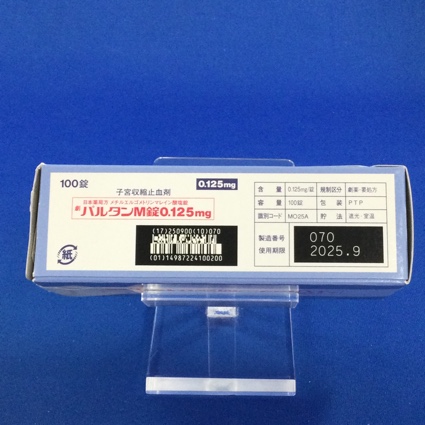 100錠
子宮収縮止血剤
0.125mg
日本薬局方 メチルエルゴメトリンマレイン酸塩錠
劇 パルタンM錠0.125mg
(17)250900(10)070
(01)14987224100200
紙
含量 0.125mg/錠 規制区分 劇薬・要処方
容量 100錠 包装 PTP
識別コード MO25A 貯法 遮光 室温
製造番号 070
使用期限 2025.9